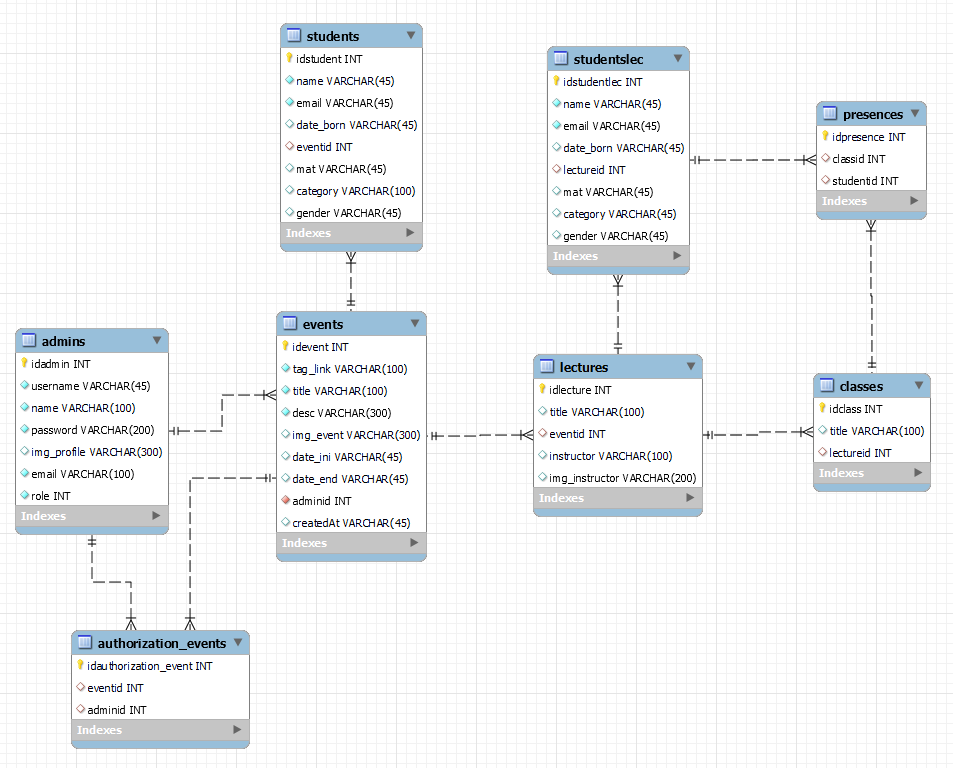 students
idstudent INT
name VARCHAR(45)
email VARCHAR(45)
date_born VARCHAR(45)
eventid INT
mat VARCHAR(45)
category VARCHAR(100)
gender VARCHAR(45)
Indexes
studentslec
idstudentlec INT
name VARCHAR(45)
email VARCHAR(45)
date_born VARCHAR(45)
lectureid INT
mat VARCHAR(45)
category VARCHAR(45)
gender VARCHAR(45)
Indexes
presences
idpresence INT
classid INT
studentid INT
Indexes
admins
idadmin INT
username VARCHAR(45)
name VARCHAR(100)
password VARCHAR(200)
img_profile VARCHAR(300)
email VARCHAR(100)
role INT
Indexes
events
idevent INT
tag_link VARCHAR(100)
title VARCHAR(100)
desc VARCHAR(300)
img_event VARCHAR(300)
date_ini VARCHAR(45)
date_end VARCHAR(45)
adminid INT
createdAt VARCHAR(45)
Indexes
lectures
idlecture INT
title VARCHAR(100)
eventid INT
instructor VARCHAR(100)
img_instructor VARCHAR(200)
Indexes
classes
idclass INT
title VARCHAR(100)
lectureid INT
Indexes
authorization_events
idauthorization_event INT
eventid INT
adminid INT
Indexes